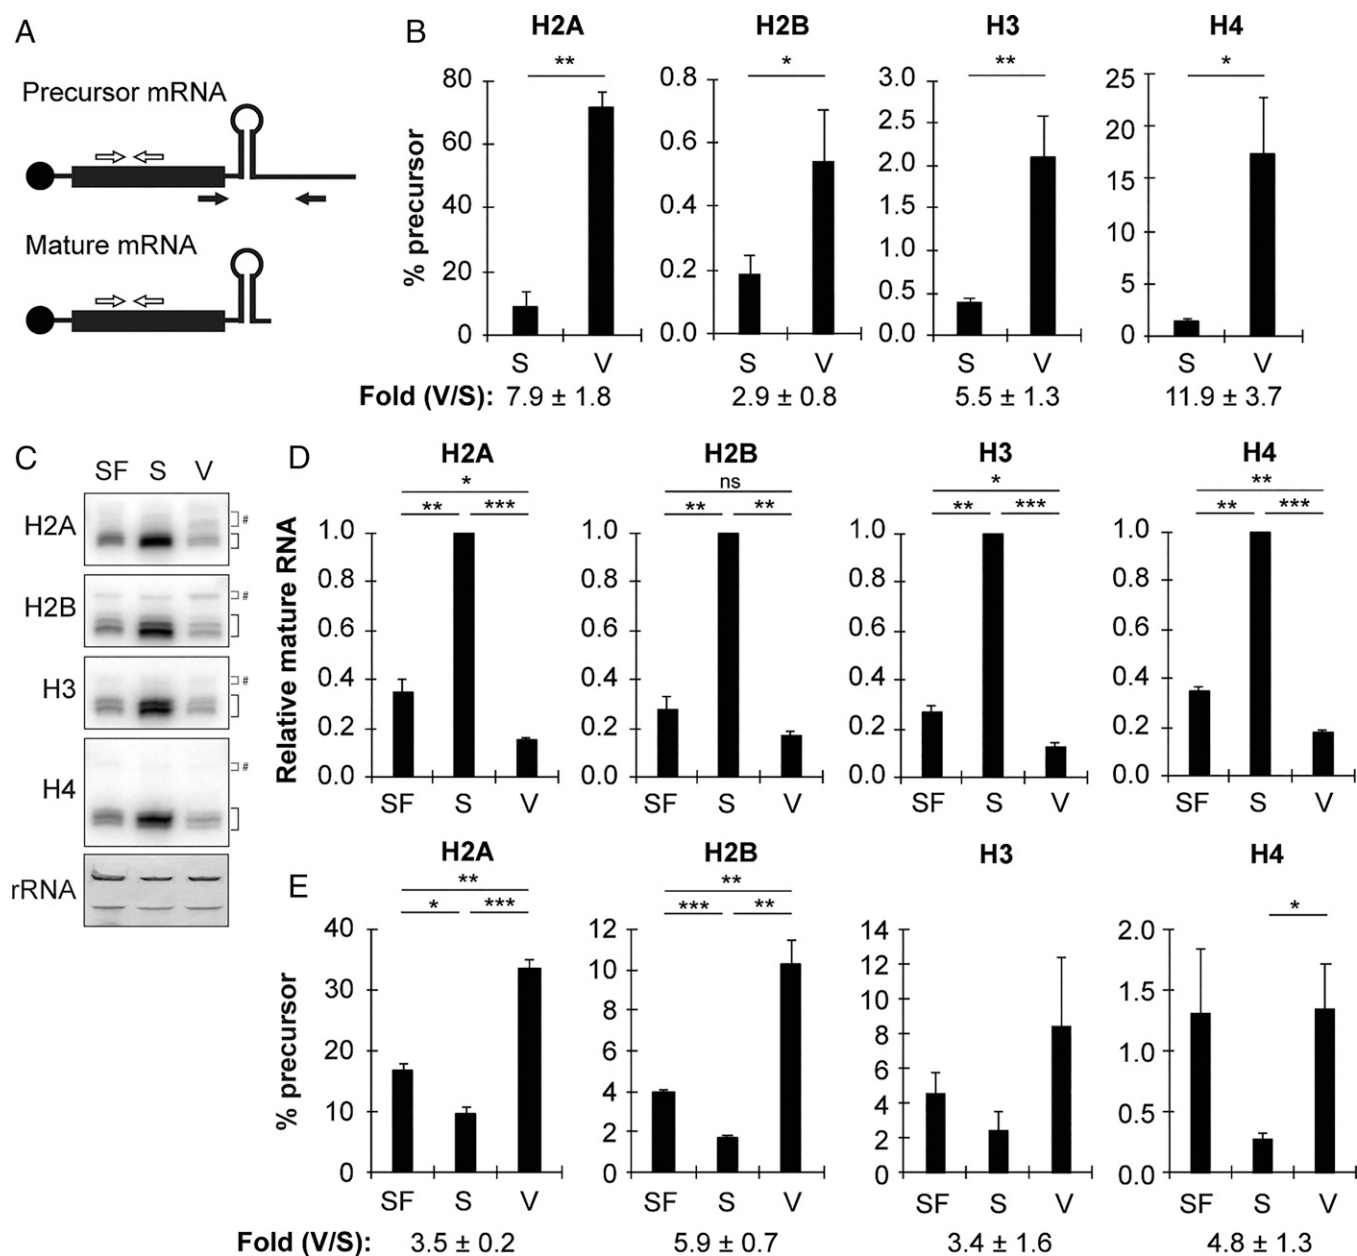 A
Precursor mRNA
Mature mRNA
B
H2A H2B H3 H4
** * ** *
% precursor
80 60 40 20 0
0.8 0.6 0.4 0.2 0.0
3.0 2.5 2.0 1.5 1.0 0.5 0.0
25 20 15 10 5 0
S V S V S V S V
Fold (V/S): 7.9 ± 1.8 2.9 ± 0.8 5.5 ± 1.3 11.9 ± 3.7
C
SF S V
H2A #
H2B #
H3 #
H4 #
rRNA
D
H2A H2B H3 H4
* ns * **
** *** ** ** ** *** ** ***
Relative mature RNA
1.0 0.8 0.6 0.4 0.2 0.0
1.0 0.8 0.6 0.4 0.2 0.0
1.0 0.8 0.6 0.4 0.2 0.0
1.0 0.8 0.6 0.4 0.2 0.0
SF S V SF S V SF S V SF S V
E
H2A H2B H3 H4
** **
* *** *** ** *
% precursor
40 30 20 10 0
12 10 8 6 4 2 0
14 12 10 8 6 4 2 0
2.0 1.5 1.0 0.5 0.0
SF S V SF S V SF S V SF S V
Fold (V/S): 3.5 ± 0.2 5.9 ± 0.7 3.4 ± 1.6 4.8 ± 1.3